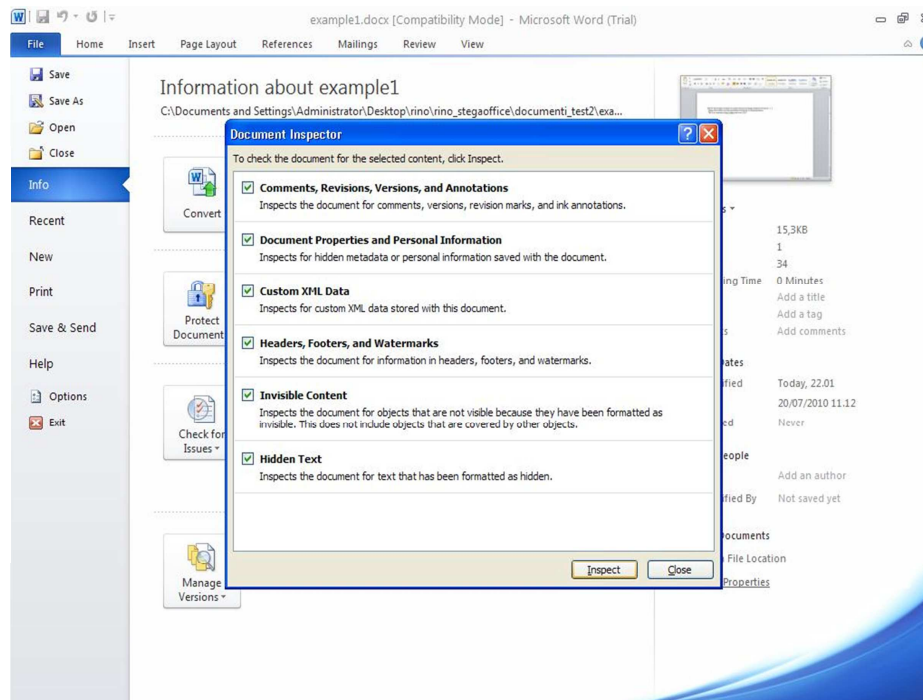 example1.docx [Compatibility Mode] - Microsoft Word (Trial)
File Home Insert Page Layout References Mailings Review View
Save
Save As
Open
Close
Info
Recent
New
Print
Save & Send
Help
Options
Exit
Information about example1
C:\Documents and Settings\Administrator\Desktop\rino\rino_stegaoffice\documenti_test2\exa...
Convert
Protect
Document
Check for
Issues
Manage
Versions
Document Inspector
To check the document for the selected content, click Inspect.
Comments, Revisions, Versions, and Annotations
Inspects the document for comments, versions, revision marks, and ink annotations.
Document Properties and Personal Information
Inspects for hidden metadata or personal information saved with the document.
Custom XML Data
Inspects for custom XML data stored with this document.
Headers, Footers, and Watermarks
Inspects the document for information in headers, footers, and watermarks.
Invisible Content
Inspects the document for objects that are not visible because they have been formatted as
invisible. This does not include objects that are covered by other objects.
Hidden Text
Inspects the document for text that has been formatted as hidden.
Inspect Close
15,3KB
1
34
ing Time 0 Minutes
Add a title
Add a tag
s Add comments
ates
ified Today, 22.01
20/07/2010 11.12
ed Never
eople
Add an author
ified By Not saved yet
ocuments
File Location
Properties